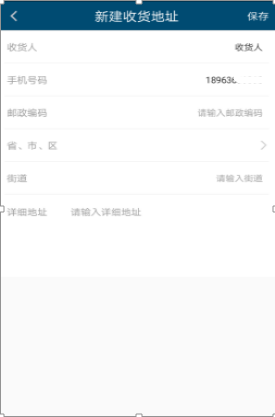 新建收货地址 保存
收货人 收货人
手机号码 18963
邮政编码 请输入邮政编码
省、市、区
街道 请输入街道
详细地址 请输入详细地址